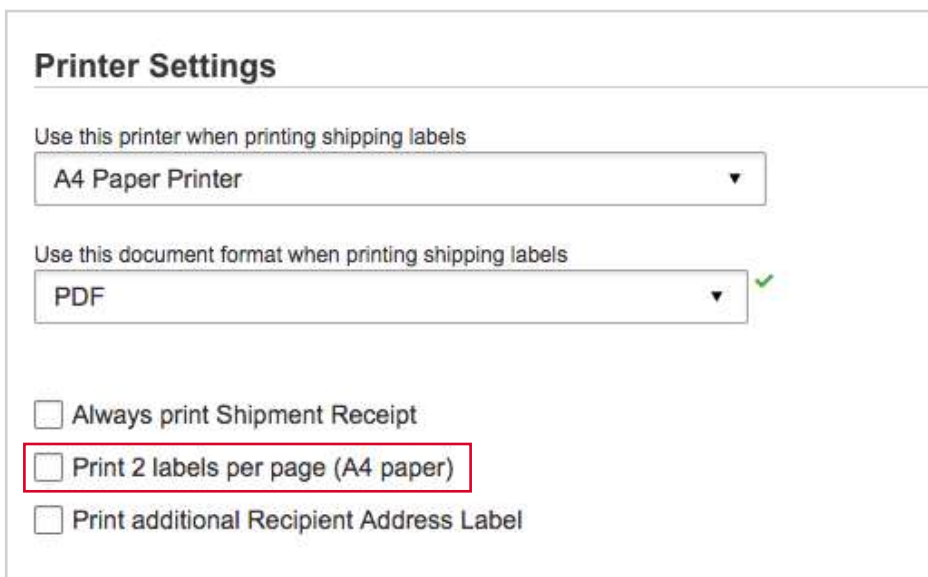 Printer Settings
Use this printer when printing shipping labels
A4 Paper Printer
Use this document format when printing shipping labels
PDF
Always print Shipment Receipt
Print 2 labels per page (A4 paper)
Print additional Recipient Address Label